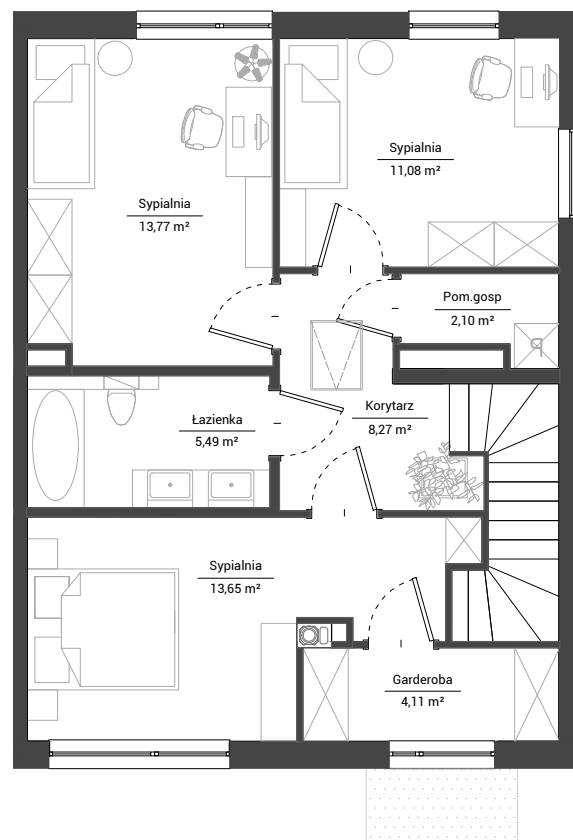 Sypialnia
11,08 m²
Sypialnia
13,77 m²
Pom.gosp
2,10 m²
Korytarz
8,27 m²
Łazienka
5,49 m²
Sypialnia
13,65 m²
Garderoba
4,11 m²